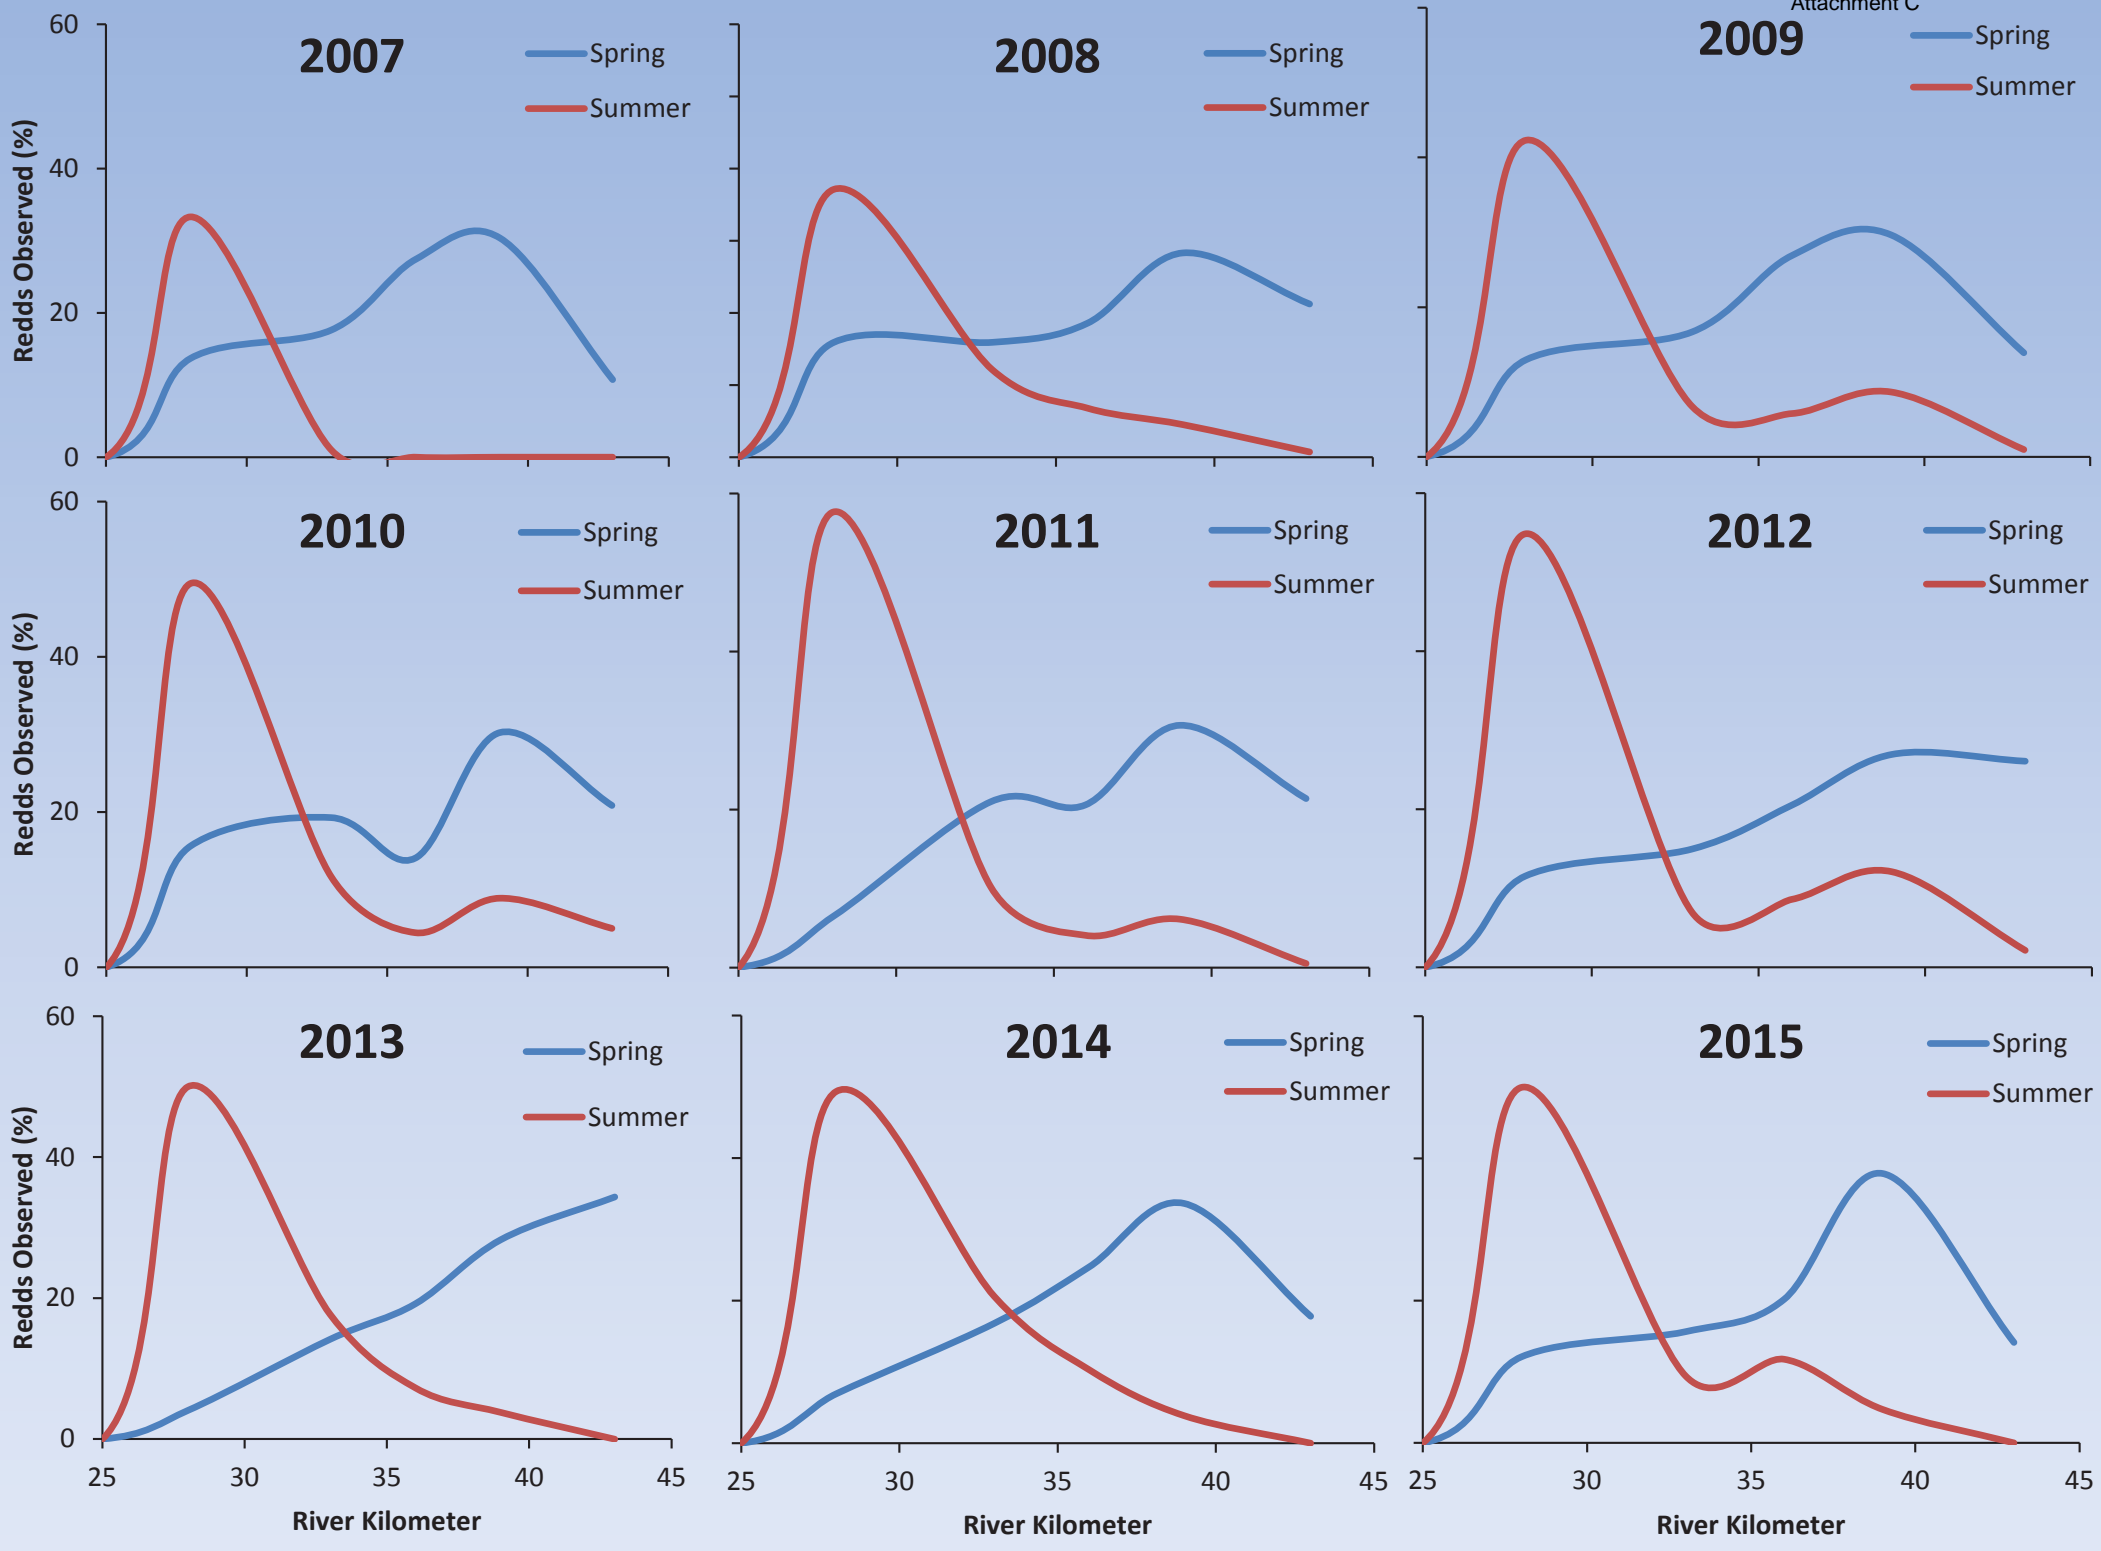 Attachment C
60
2007
Spring
Summer
40
20
0
Redds Observed (%)
2008
Spring
Summer
2009
Spring
Summer
60
2010
Spring
Summer
40
20
0
Redds Observed (%)
2011
Spring
Summer
2012
Spring
Summer
60
2013
Spring
Summer
40
20
0
Redds Observed (%)
25 30 35 40 45
River Kilometer
2014
Spring
Summer
25 30 35 40 45
River Kilometer
2015
Spring
Summer
25 30 35 40 45
River Kilometer